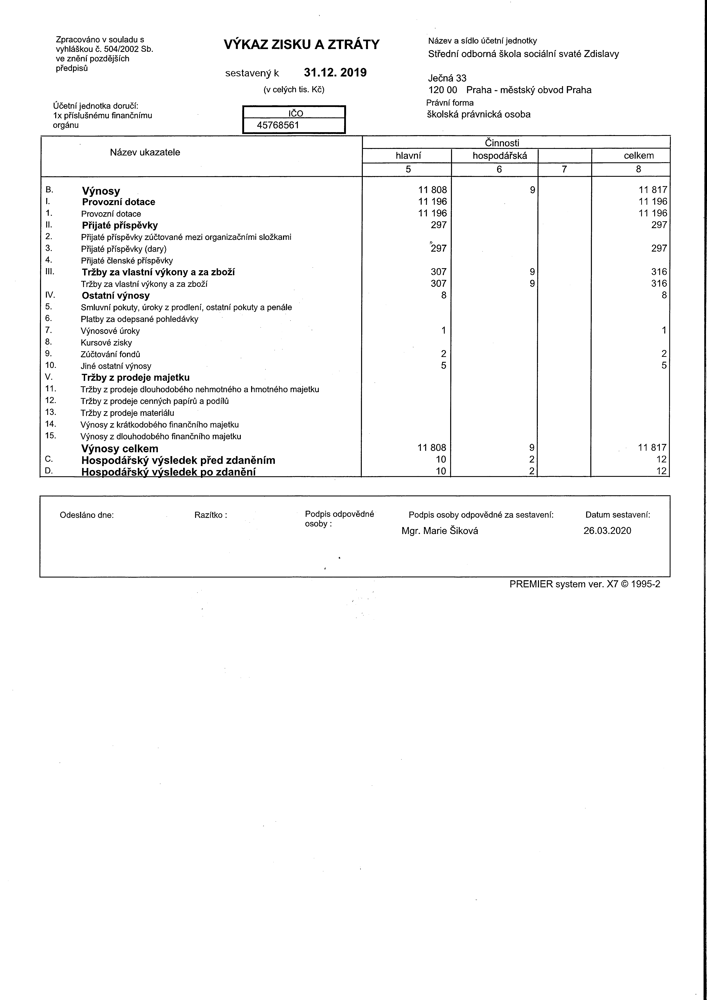 Zpracováno v souladu s
vyhláškou č. 504/2002 Sb.
ve znění pozdějších
předpisů
VÝKAZ ZISKU A ZTRÁTY
sestavený k 31.12. 2019
(v celých tis. Kč)
Název a sídlo účetní jednotky
Střední odborná škola sociální svaté Zdislavy
Ječná 33
120 00 Praha - městský obvod Praha
Právní forma
školská právnická osoba
Účetní jednotka doručí:
1x příslušnému finančnímu
orgánu
IČO
45768561
Název ukazatele
Činnosti
hlavní hospodářská celkem
5 6 7 8
B. Výnosy 11 808 9 11 817
I. Provozní dotace 11 196 11 196
1. Provozní dotace 11 196 11 196
II. Přijaté příspěvky 297 297
2. Přijaté příspěvky zúčtované mezi organizačními složkami
3. Přijaté příspěvky (dary) 297 297
4. Přijaté členské příspěvky
III. Tržby za vlastní výkony a za zboží 307 9 316
Tržby za vlastní výkony a za zboží 307 9 316
IV. Ostatní výnosy 8 8
5. Smluvní pokuty, úroky z prodlení, ostatní pokuty a penále
6. Platby za odepsané pohledávky
7. Výnosové úroky 1 1
8. Kursové zisky
9. Zúčtování fondů 2 2
10. Jiné ostatní výnosy 5 5
V. Tržby z prodeje majetku
11. Tržby z prodeje dlouhodobého nehmotného a hmotného majetku
12. Tržby z prodeje cenných papírů a podílů
13. Tržby z prodeje materiálu
14. Výnosy z krátkodobého finančního majetku
15. Výnosy z dlouhodobého finančního majetku
Výnosy celkem 11 808 9 11 817
C. Hospodářský výsledek před zdaněním 10 2 12
D. Hospodářský výsledek po zdanění 10 2 12
Odesláno dne: Razítko : Podpis odpovědné osoby : Podpis osoby odpovědné za sestavení: Datum sestavení:
Mgr. Marie Šiková 26.03.2020
PREMIER system ver. X7 © 1995-2